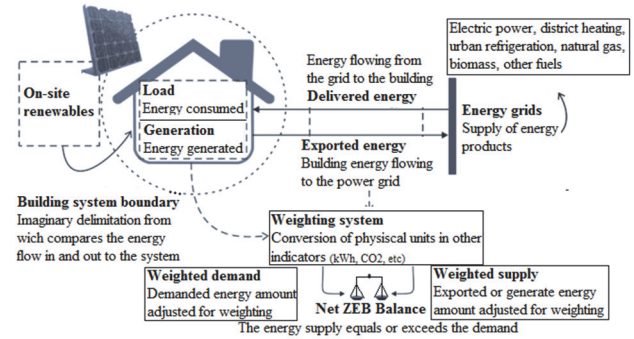 Electric power, district heating,
urban refrigeration, natural gas,
biomass, other fuels
Energy flowing from
the grid to the building
Delivered energy
On-site
renewables
Load
Energy consumed
Generation
Energy generated
Energy grids
Supply of energy
products
Exported energy
Building energy flowing
to the power grid
Building system boundary
Imaginary delimitation from
wich compares the energy
flow in and out to the system
Weighting system
Conversion of physiscal units in other
indicators (kWh, CO2, etc)
Weighted demand
Demanded energy amount
adjusted for weighting
Weighted supply
Exported or generate energy
amount adjusted for weighting
Net ZEB Balance
The energy supply equals or exceeds the demand